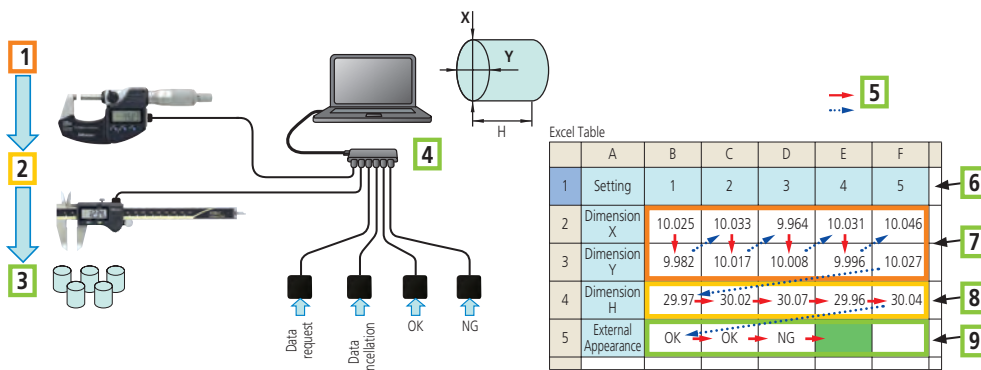 1
2
3
X
Y
H
4
5
Data
request
Data
ncellation
OK
NG
Excel Table
A B C D E F
1 Setting 1 2 3 4 5
6
2 Dimension
X 10.025 10.033 9.964 10.031 10.046
7
3 Dimension
Y 9.982 10.017 10.008 9.996 10.027
4 Dimension
H 29.97 30.02 30.07 29.96 30.04
8
5 External
Appearance OK OK NG
9